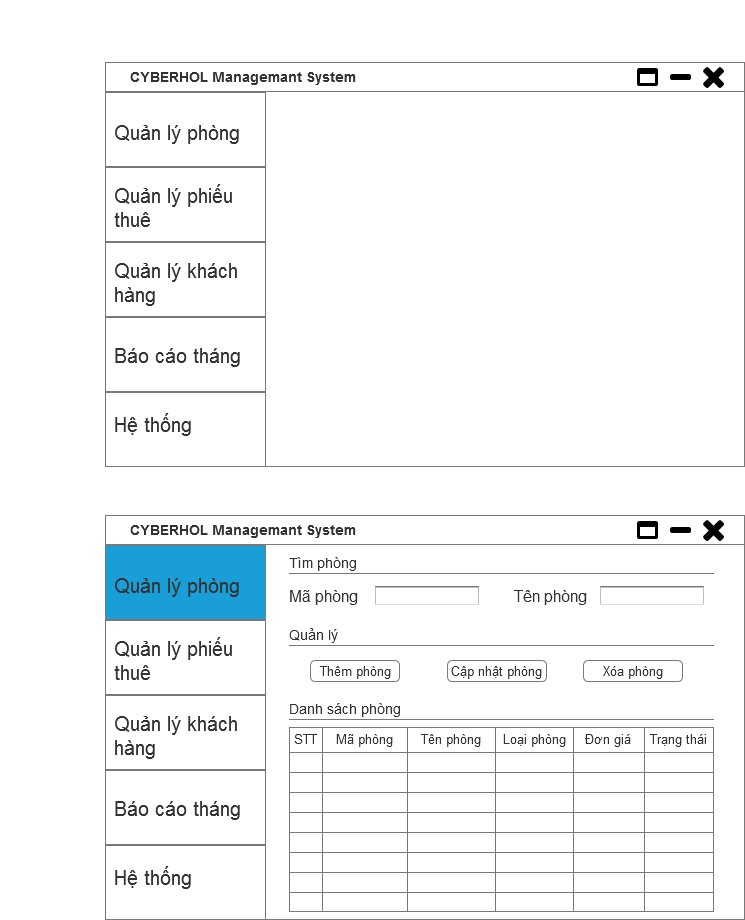 CYBERHOL Managemant System
Quản lý phòng
Quản lý phiếu
thuê
Quản lý khách
hàng
Báo cáo tháng
Hệ thống
CYBERHOL Managemant System
Quản lý phòng
Quản lý phiếu
thuê
Quản lý khách
hàng
Báo cáo tháng
Hệ thống
Tìm phòng
Mã phòng Tên phòng
Quản lý
Thêm phòng Cập nhật phòng Xóa phòng
Danh sách phòng
STT Mã phòng Tên phòng Loại phòng Đơn giá Trạng thái